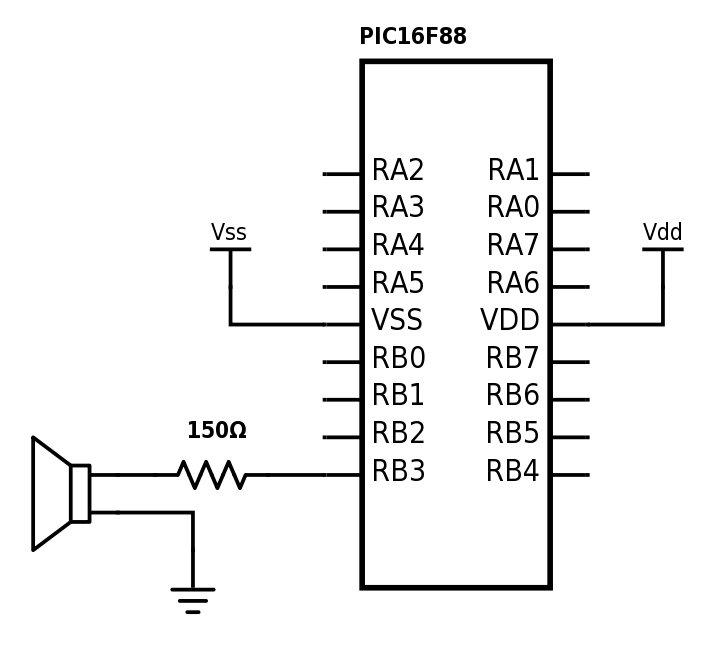 PIC16F88
RA2 RA1
RA3 RA0
Vss Vdd
RA4 RA7
RA5 RA6
VSS VDD
RB0 RB7
RB1 RB6
150Ω
RB2 RB5
RB3 RB4